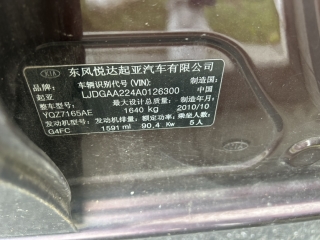 KIA 东风悦达起亚汽车有限公司
品牌: 车辆识别代号(VIN): 制造国:
起亚 LJDGAA224A0126300 中国
整车型号: 最大设计总质量: 制造年月:
YQZ7165AE 1640 kg 2010/10
发动机型号: 发动机排量: 额定功率: 乘坐人数:
G4FC 1591 ml 90.4 Kw 5人